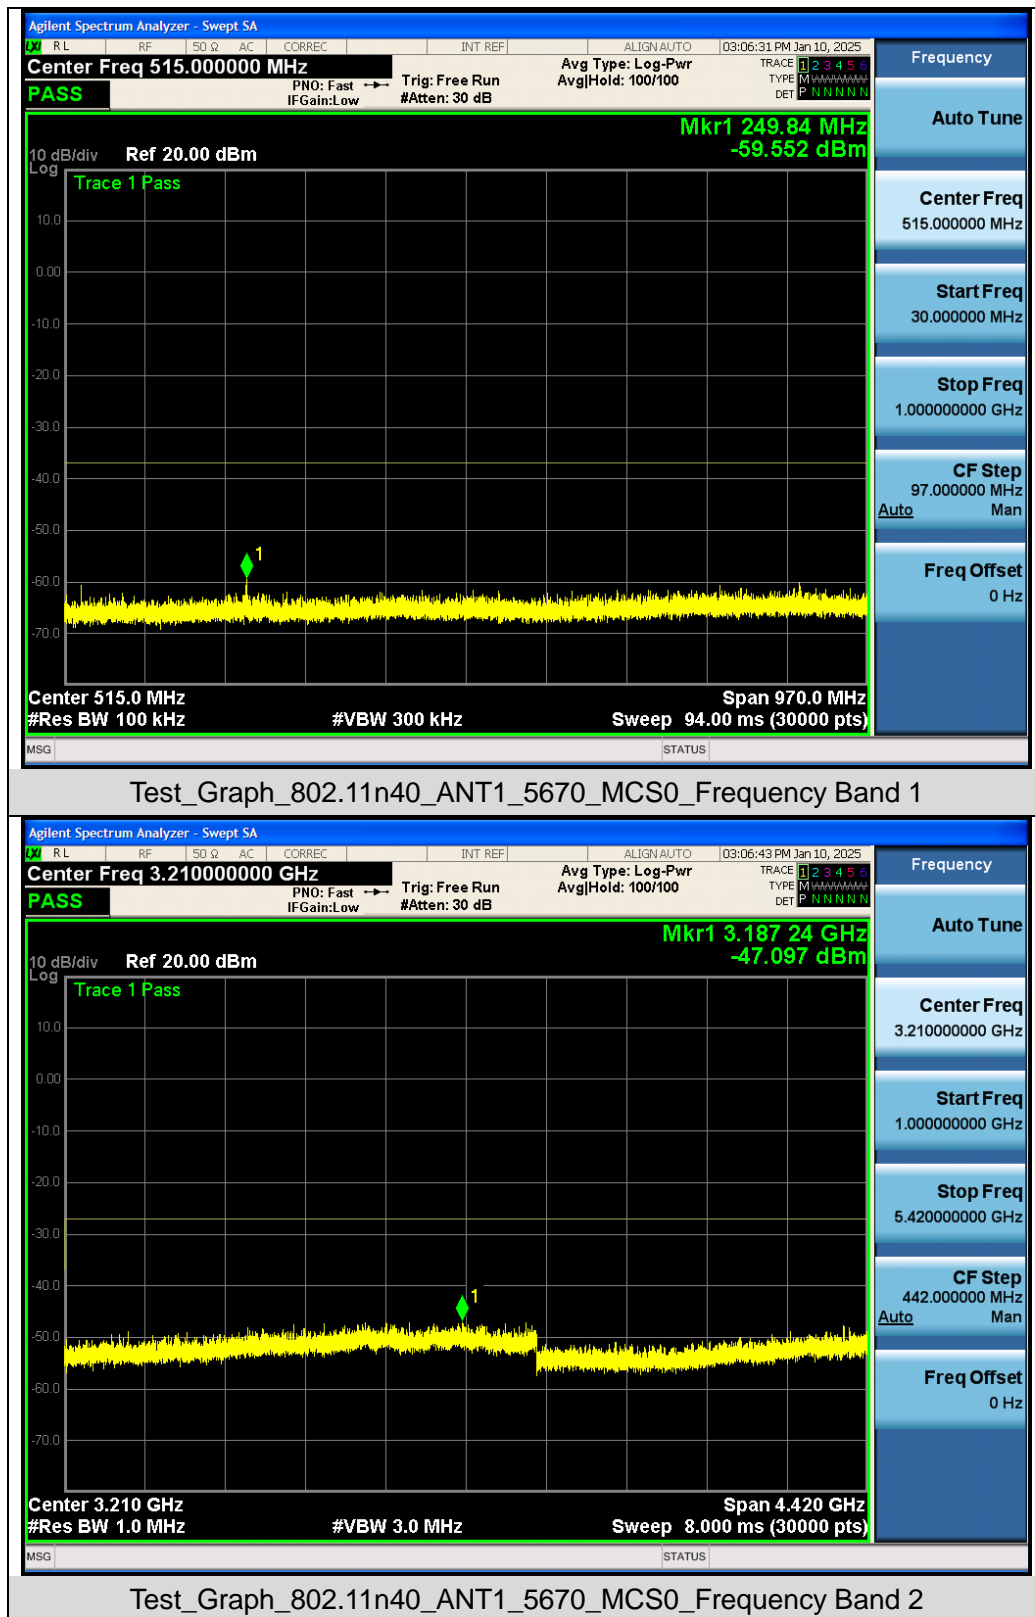 Agilent Spectrum Analyzer - Swept SA
LXI RL RF 50 Ω AC CORREC INT REF ALIGN AUTO 03:06:31 PM Jan 10, 2025
Center Freq 515.000000 MHz
PASS
PNO: Fast
IFGain:Low
Trig: Free Run
#Atten: 30 dB
Avg Type: Log-Pwr
Avg|Hold: 100/100
TRACE 1 2 3 4 5 6
TYPE M
DET P N N N N N
Mkr1 249.84 MHz
-59.552 dBm
10 dB/div Ref 20.00 dBm
Log
Trace 1 Pass
10.0
0.00
-10.0
-20.0
-30.0
-40.0
-50.0
-60.0
-70.0
1
Center 515.0 MHz Span 970.0 MHz
#Res BW 100 kHz #VBW 300 kHz Sweep 94.00 ms (30000 pts)
MSG STATUS
Frequency
Auto Tune
Center Freq
515.000000 MHz
Start Freq
30.000000 MHz
Stop Freq
1.000000000 GHz
CF Step
97.000000 MHz
Auto Man
Freq Offset
0 Hz
Test_Graph_802.11n40_ANT1_5670_MCS0_Frequency Band 1
Agilent Spectrum Analyzer - Swept SA
LXI RL RF 50 Ω AC CORREC INT REF ALIGN AUTO 03:06:43 PM Jan 10, 2025
Center Freq 3.210000000 GHz
PASS
PNO: Fast
IFGain:Low
Trig: Free Run
#Atten: 30 dB
Avg Type: Log-Pwr
Avg|Hold: 100/100
TRACE 1 2 3 4 5 6
TYPE M
DET P N N N N N
Mkr1 3.187 24 GHz
-47.097 dBm
10 dB/div Ref 20.00 dBm
Log
Trace 1 Pass
10.0
0.00
-10.0
-20.0
-30.0
-40.0
-50.0
-60.0
-70.0
1
Center 3.210 GHz Span 4.420 GHz
#Res BW 1.0 MHz #VBW 3.0 MHz Sweep 8.000 ms (30000 pts)
MSG STATUS
Frequency
Auto Tune
Center Freq
3.210000000 GHz
Start Freq
1.000000000 GHz
Stop Freq
5.420000000 GHz
CF Step
442.000000 MHz
Auto Man
Freq Offset
0 Hz
Test_Graph_802.11n40_ANT1_5670_MCS0_Frequency Band 2